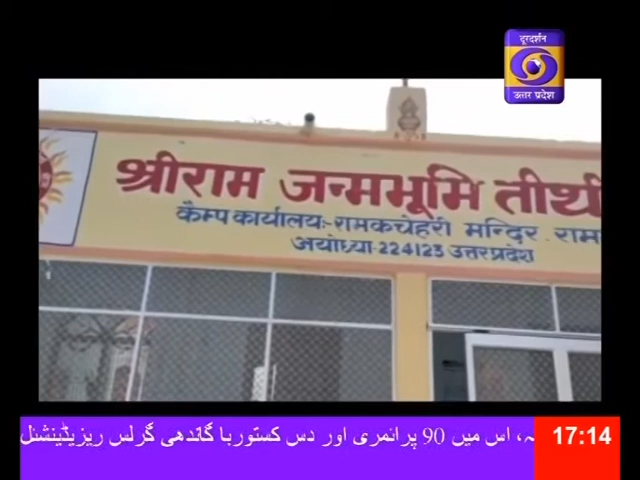 दूरदर्शन
उत्तर प्रदेश
श्रीराम जन्मभूमि तीर्थ
कैम्प कार्यालय:-रामकचेहरी मन्दिर. राम
अयोध्या-224123 उत्तरप्रदेश
ہ، اس میں 90 پرائمری اور دس کستوربا گاندھی گرلس ریزیڈینشنل
17:14